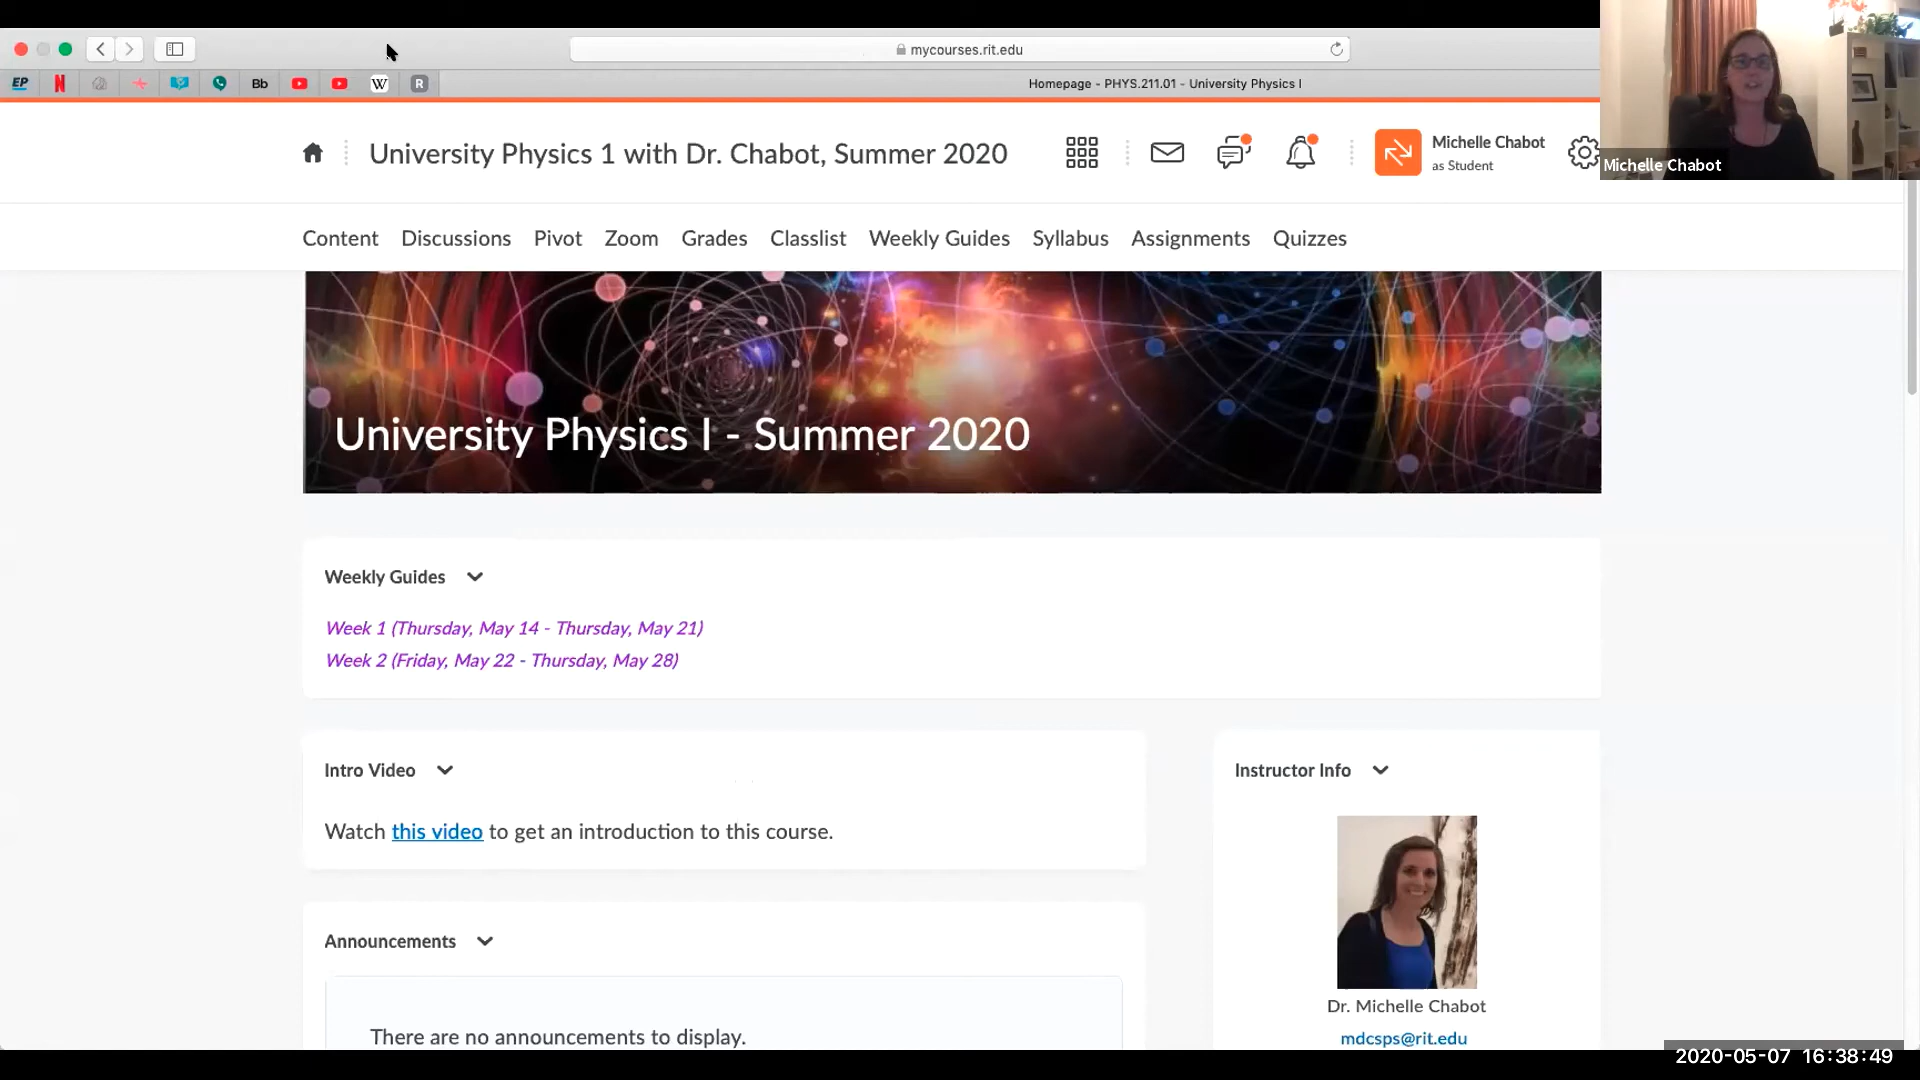 mycourses.rit.edu
EP
N
Bb
W
R
Homepage - PHYS.211.01 - University Physics I
University Physics 1 with Dr. Chabot, Summer 2020
Michelle Chabot
as Student
Michelle Chabot
Content Discussions Pivot Zoom Grades Classlist Weekly Guides Syllabus Assignments Quizzes
University Physics I - Summer 2020
Weekly Guides
Week 1 (Thursday, May 14 - Thursday, May 21)
Week 2 (Friday, May 22 - Thursday, May 28)
Intro Video
Watch this video to get an introduction to this course.
Announcements
There are no announcements to display.
Instructor Info
Dr. Michelle Chabot
mdcsps@rit.edu
2020-05-07 16:38:49